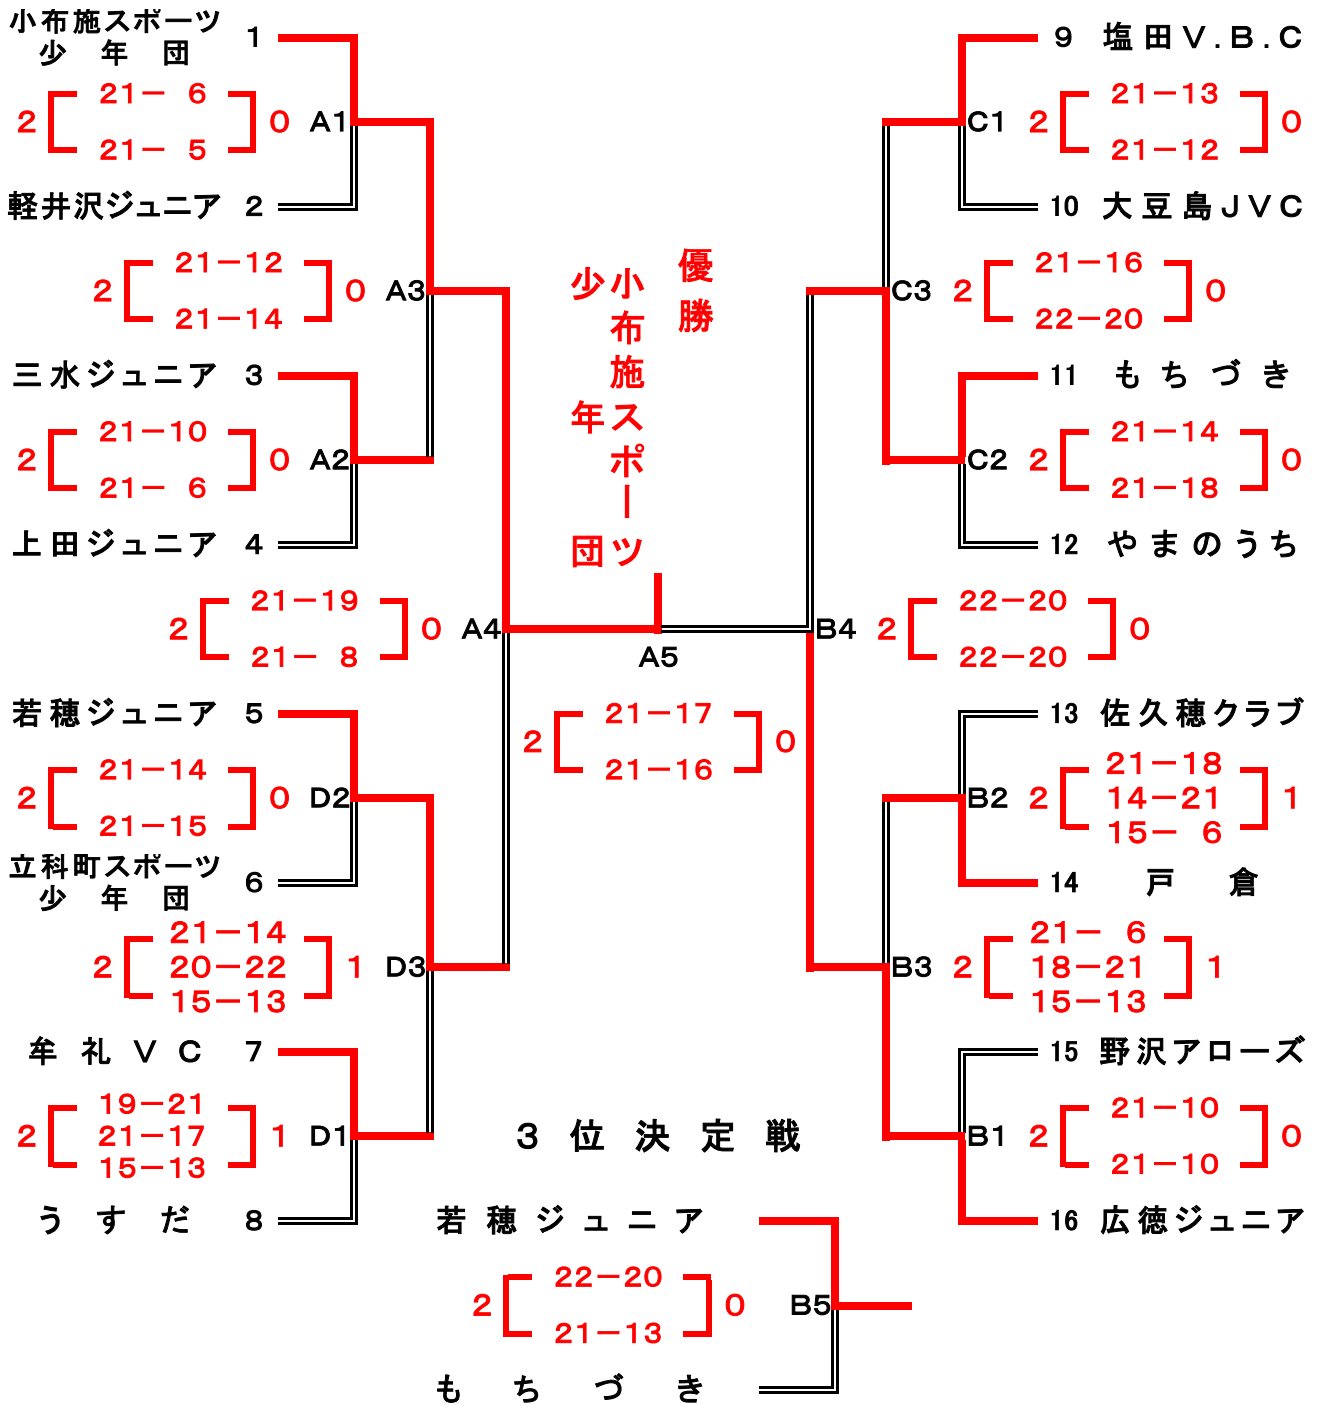 小布施スポーツ
少年団 1
2 21－ 6 0 A1
21－ 5
軽井沢ジュニア 2
2 21－12 0 A3
21－14
三水ジュニア 3
2 21－10 0 A2
21－ 6
上田ジュニア 4
2 21－19 0 A4
21－ 8
若穂ジュニア 5
2 21－14 0 D2
21－15
立科町スポーツ
少年団 6
2 21－14 1 D3
20－22
15－13
牟礼VC 7
2 19－21 1 D1
21－17
15－13
うすだ 8
優勝
小布施スポーツ
少年団
A5
2 21－17 0
21－16
9 塩田V.B.C
C1 2 21－13 0
21－12
10 大豆島JVC
C3 2 21－16 0
22－20
11 もちづき
C2 2 21－14 0
21－18
12 やまのうち
B4 2 22－20 0
22－20
13 佐久穂クラブ
B2 2 21－18 1
14－21
15－ 6
14 戸倉
B3 2 21－ 6 1
18－21
15－13
15 野沢アローズ
B1 2 21－10 0
21－10
16 広徳ジュニア
3位決定戦
若穂ジュニア
2 22－20 0 B5
21－13
もちづき